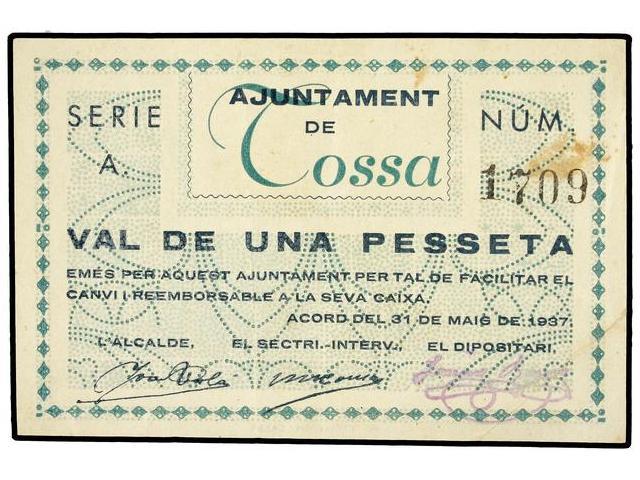 AJUNTAMENT
DE
Tossa
SERIE
A.
NÚM.
1709
VAL DE UNA PESSETA
EMÈS PER AQUEST AJUNTAMENT PER TAL DE FACILITAR EL
CANVI I REEMBORSABLE A LA SEVA CAIXA.
ACORD DEL 31 DE MAIG DE 1937.
L'ALCALDE, EL SECTRI.-INTERV., EL DIPOSITARI,